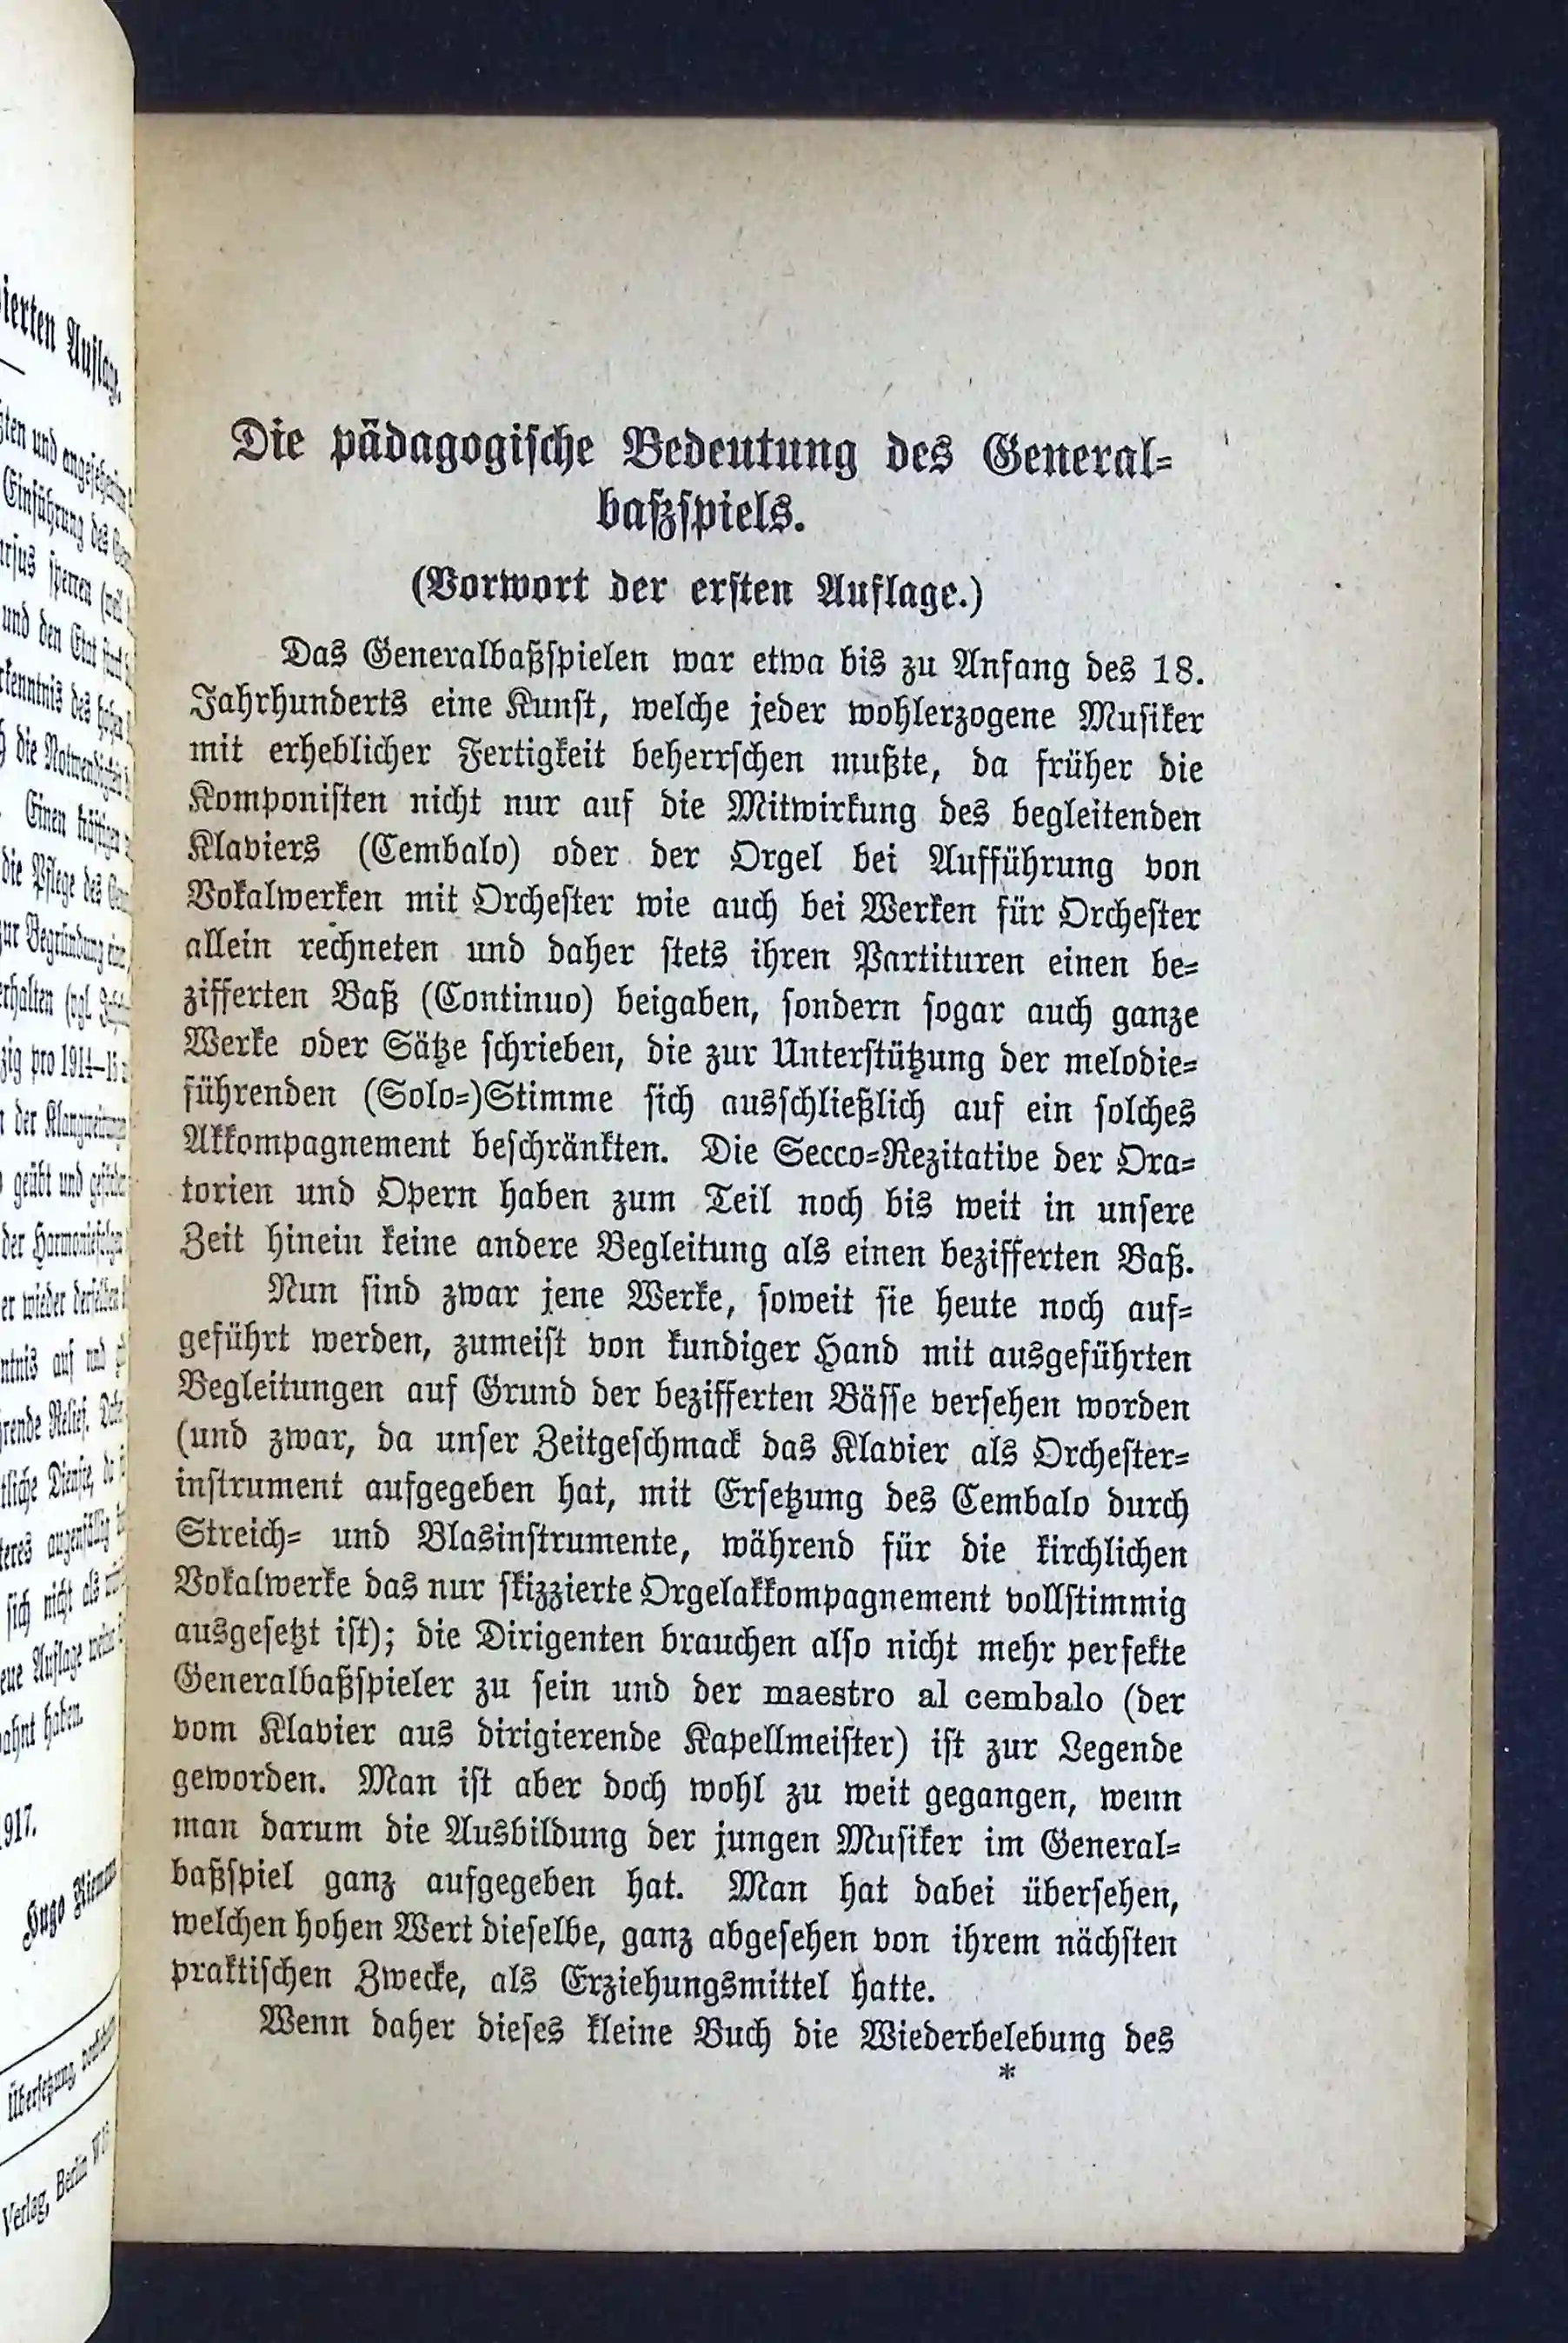 Die pädagogische Bedeutung des General-
baßspiels.
(Vorwort der ersten Auflage.)
Das Generalbaßspielen war etwa bis zu Anfang des 18.
Jahrhunderts eine Kunst, welche jeder wohlerzogene Musiker
mit erheblicher Fertigkeit beherrschen mußte, da früher die
Komponisten nicht nur auf die Mitwirkung des begleitenden
Klaviers (Cembalo) oder der Orgel bei Aufführung von
Vokalwerken mit Orchester wie auch bei Werken für Orchester
allein rechneten und daher stets ihren Partituren einen be-
zifferten Baß (Continuo) beigaben, sondern sogar auch ganze
Werke oder Sätze schrieben, die zur Unterstützung der melodie-
führenden (Solo-)Stimme sich ausschließlich auf ein solches
Akkompagnement beschränkten. Die Secco-Rezitative der Ora-
torien und Opern haben zum Teil noch bis weit in unsere
Zeit hinein keine andere Begleitung als einen bezifferten Baß.
Nun sind zwar jene Werke, soweit sie heute noch auf-
geführt werden, zumeist von kundiger Hand mit ausgeführten
Begleitungen auf Grund der bezifferten Bässe versehen worden
(und zwar, da unser Zeitgeschmack das Klavier als Orchester-
instrument aufgegeben hat, mit Ersetzung des Cembalo durch
Streich- und Blasinstrumente, während für die kirchlichen
Vokalwerke das nur skizzierte Orgelakkompagnement vollstimmig
ausgesetzt ist); die Dirigenten brauchen also nicht mehr perfekte
Generalbaßspieler zu sein und der maestro al cembalo (der
vom Klavier aus dirigierende Kapellmeister) ist zur Legende
geworden. Man ist aber doch wohl zu weit gegangen, wenn
man darum die Ausbildung der jungen Musiker im General-
baßspiel ganz aufgegeben hat. Man hat dabei übersehen,
welchen hohen Wert dieselbe, ganz abgesehen von ihrem nächsten
praktischen Zwecke, als Erziehungsmittel hatte.
Wenn daher dieses kleine Buch die Wiederbelebung des
*